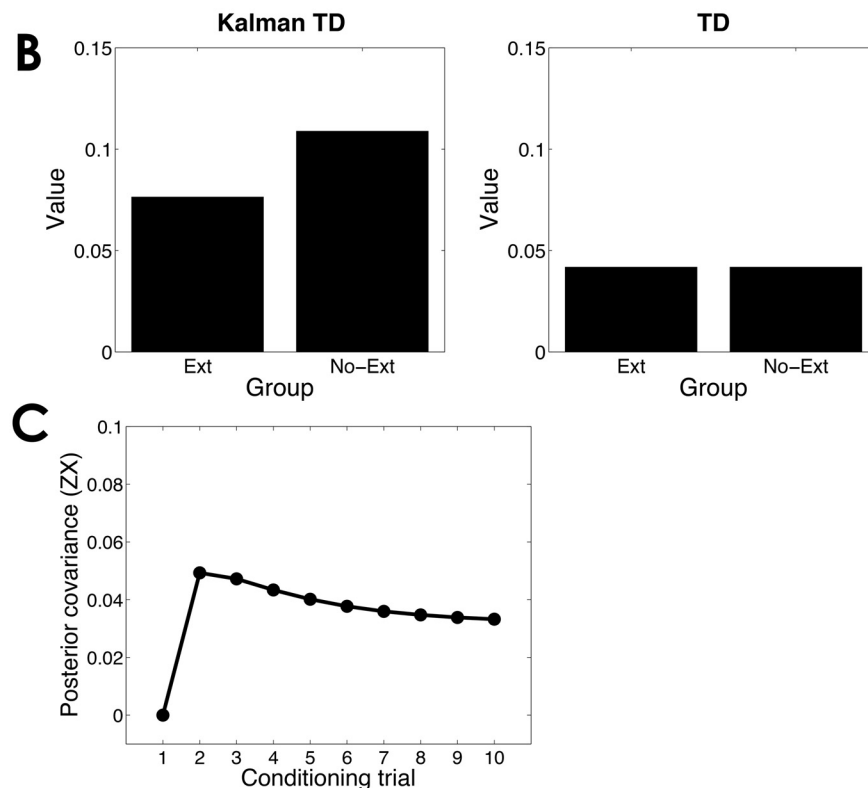 B
Kalman TD
0.15
0.1
0.05
0
Value
Ext
No−Ext
Group
TD
0.15
0.1
0.05
0
Value
Ext
No−Ext
Group
C
0.1
0.08
0.06
0.04
0.02
0
Posterior covariance (ZX)
1 2 3 4 5 6 7 8 9 10
Conditioning trial